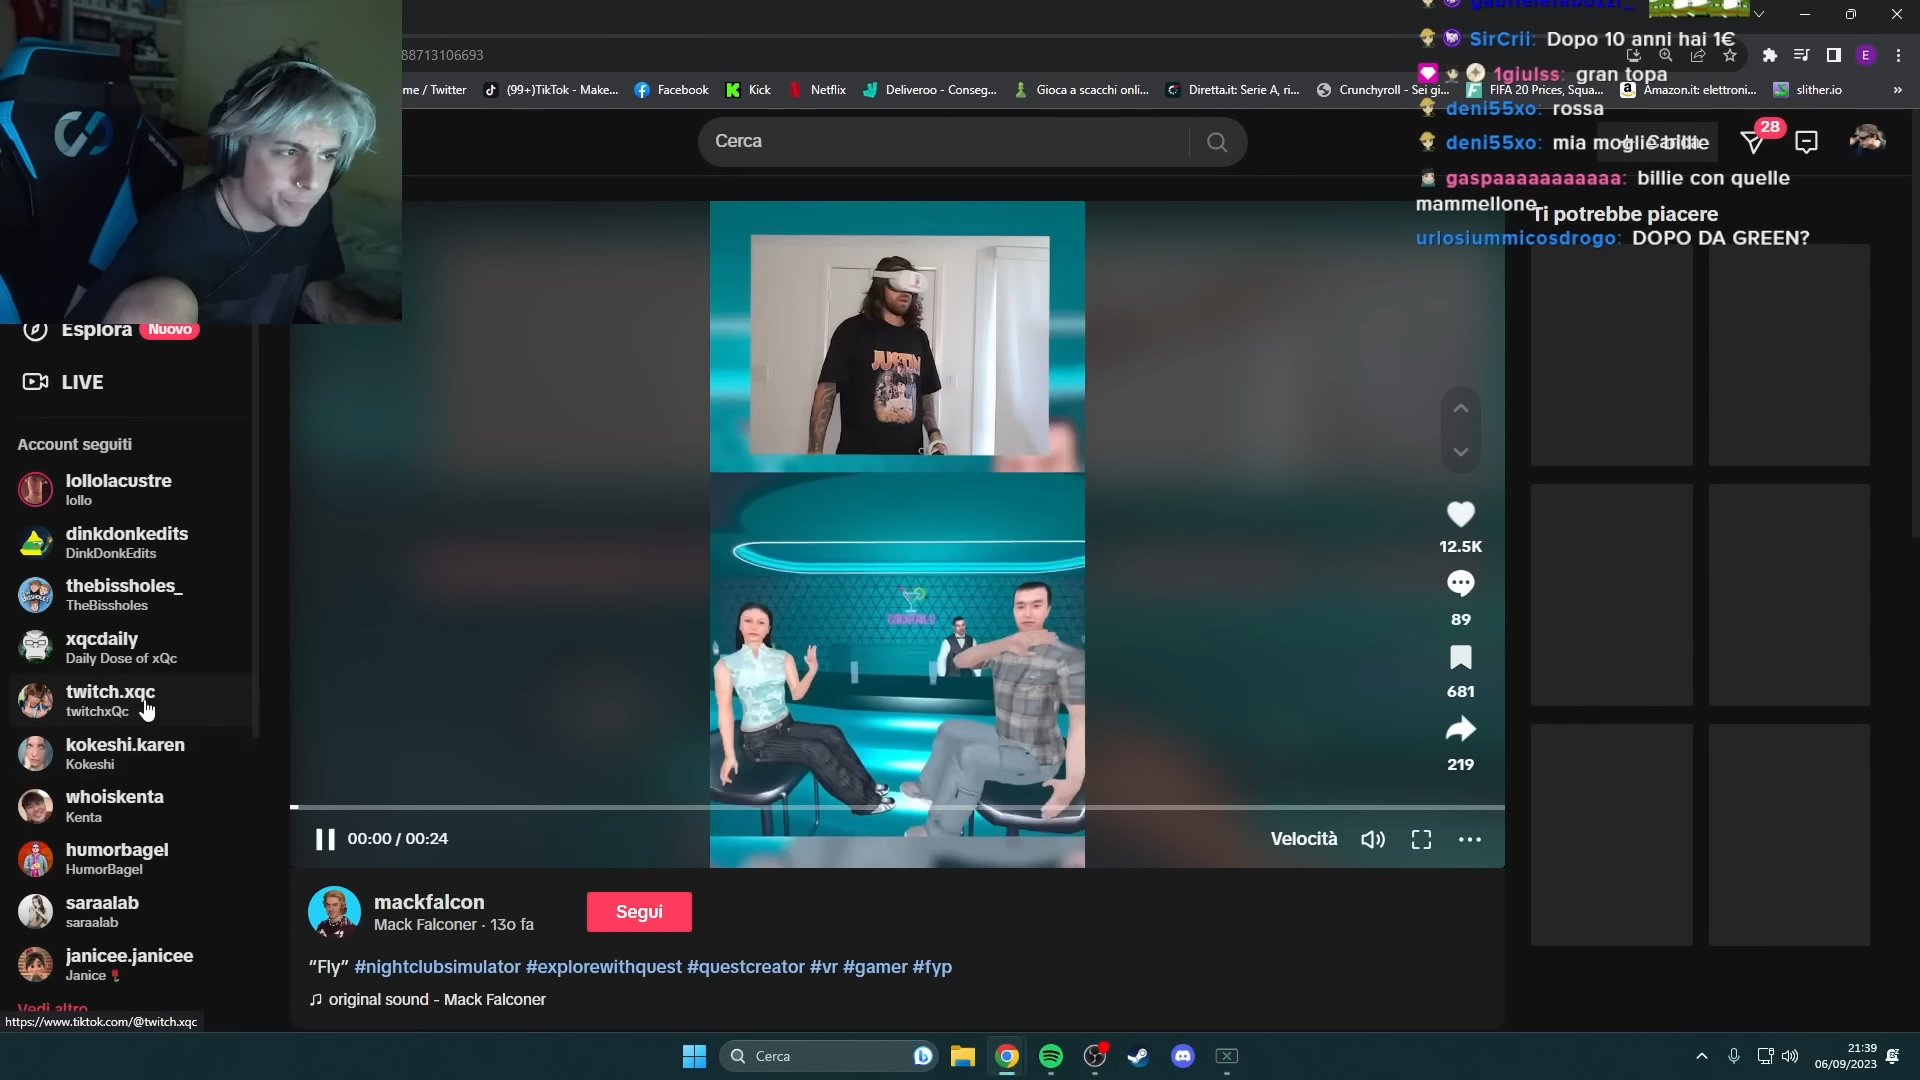 SirCrii: Dopo 10 anni hai 1€
1giulss: gran topa
deni55xo: rossa
deni55xo: mia moglie billie
gaspaaaaaaaaaaa: billie con quelle
mammellone
urlosiummicosdrogo: DOPO DA GREEN?
88713106693
me / Twitter
(99+)TikTok - Make...
Facebook
Kick
Netflix
Deliveroo - Conseg...
Gioca a scacchi onli...
Diretta.it: Serie A, ri...
Crunchyroll - Sei gi...
FIFA 20 Prices, Squa...
Amazon.it: elettroni...
slither.io
»
E
Cerca
28
Esplora Nuovo
LIVE
Account seguiti
lollolacustre
lollo
dinkdonkedits
DinkDonkEdits
thebissholes_
TheBissholes
xqcdaily
Daily Dose of xQc
twitch.xqc
twitchxQc
kokeshi.karen
Kokeshi
whoiskenta
Kenta
humorbagel
HumorBagel
saraalab
saraalab
janicee.janicee
Janice
Vedi altro
https://www.tiktok.com/@twitch.xqc
JUSTIN
12.5K
89
681
219
00:00 / 00:24
Velocità
Ti potrebbe piacere
mackfalcon
Mack Falconer · 13o fa
Segui
“Fly” #nightclubsimulator #explorewithquest #questcreator #vr #gamer #fyp
original sound - Mack Falconer
Cerca
21:39
06/09/2023